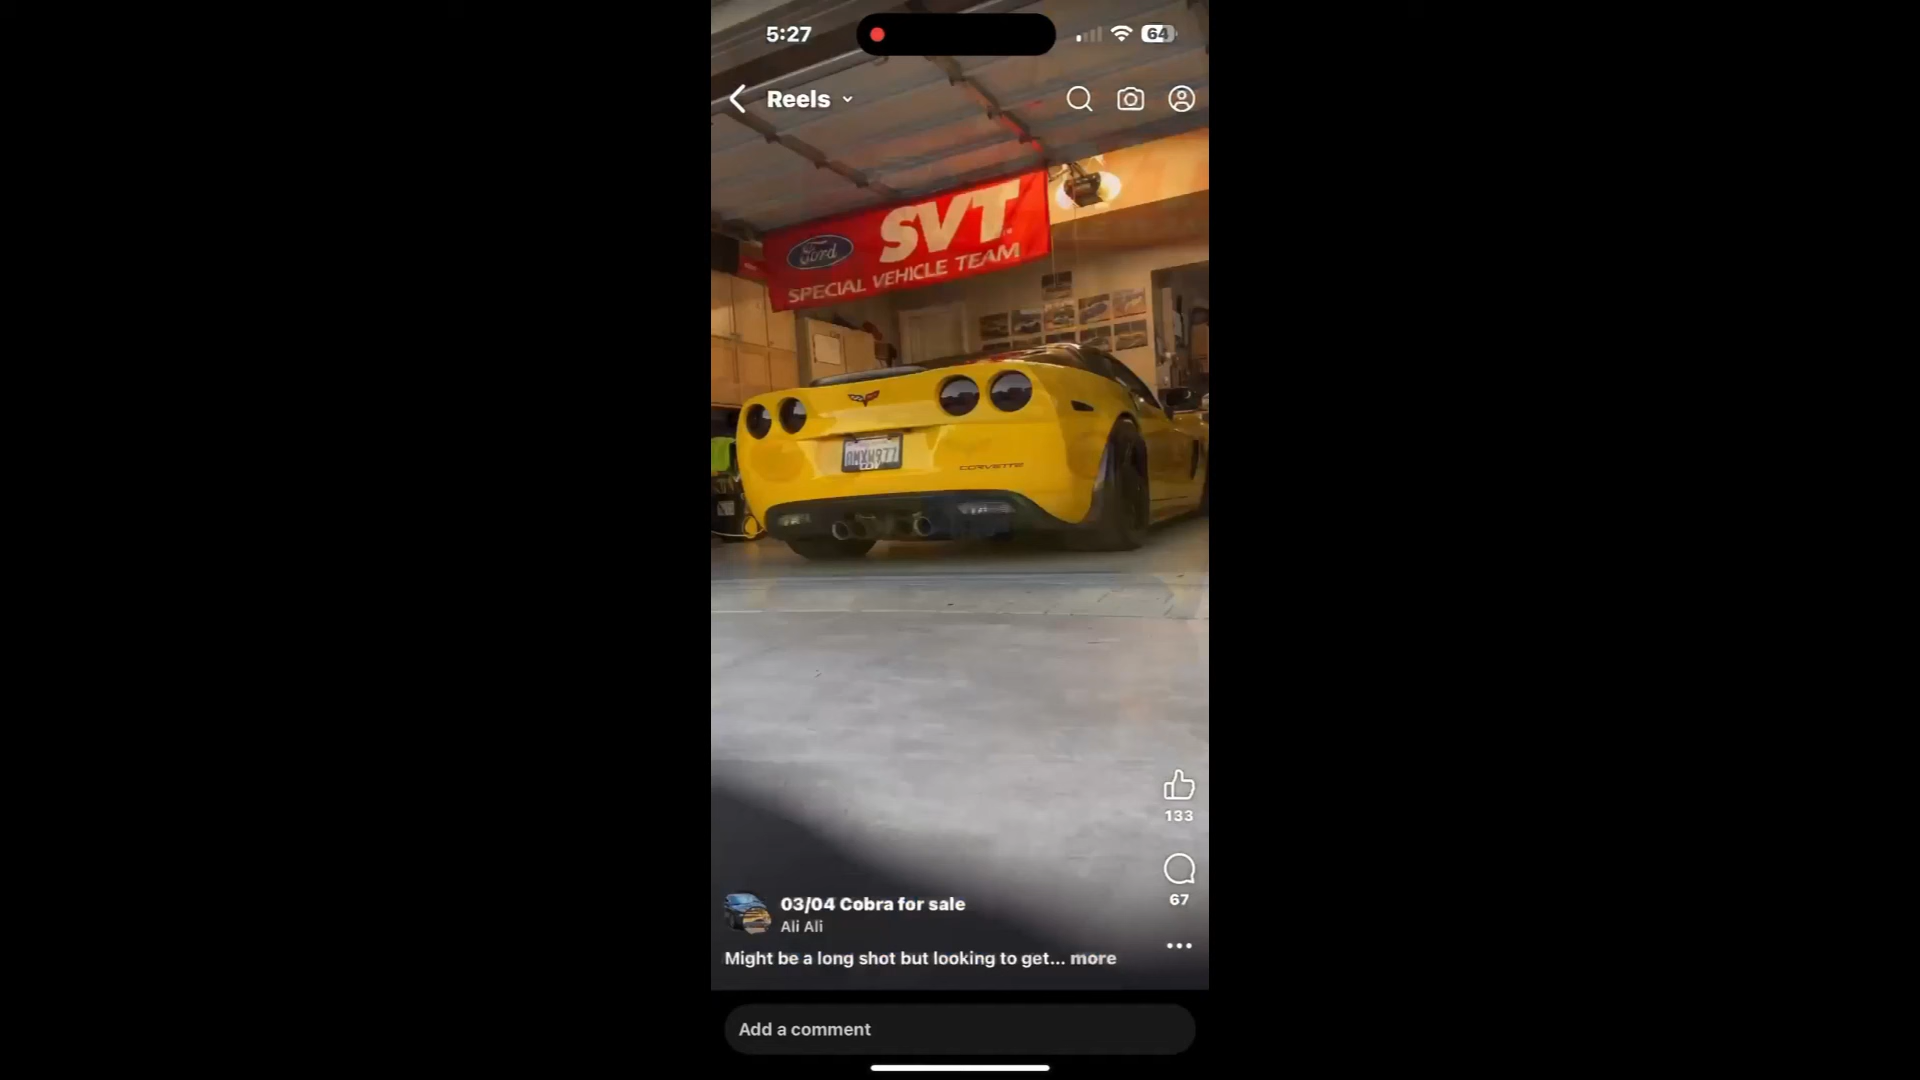 5:27
64
Reels
Ford
SVT
SPECIAL VEHICLE TEAM
CORVETTE
133
67
03/04 Cobra for sale
Ali Ali
Might be a long shot but looking to get... more
Add a comment